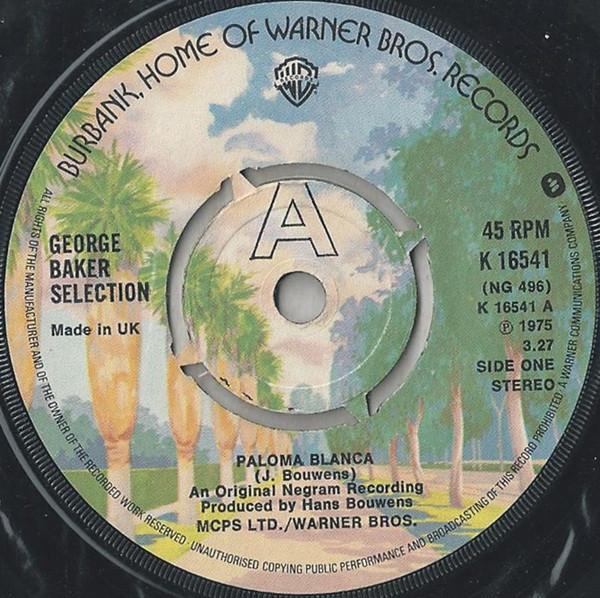 BURBANK, HOME OF WARNER BROS. RECORDS
A
GEORGE
BAKER
SELECTION
Made in UK
45 RPM
K 16541
(NG 496)
K 16541 A
℗ 1975
3.27
SIDE ONE
STEREO
PALOMA BLANCA
(J. Bouwens)
An Original Negram Recording
Produced by Hans Bouwens
MCPS LTD./WARNER BROS.
ALL RIGHTS OF THE MANUFACTURER AND OF THE OWNER OF THE RECORDED WORK RESERVED · UNAUTHORISED COPYING PUBLIC PERFORMANCE AND BROADCASTING OF THIS RECORD PROHIBITED · A WARNER COMMUNICATIONS COMPANY